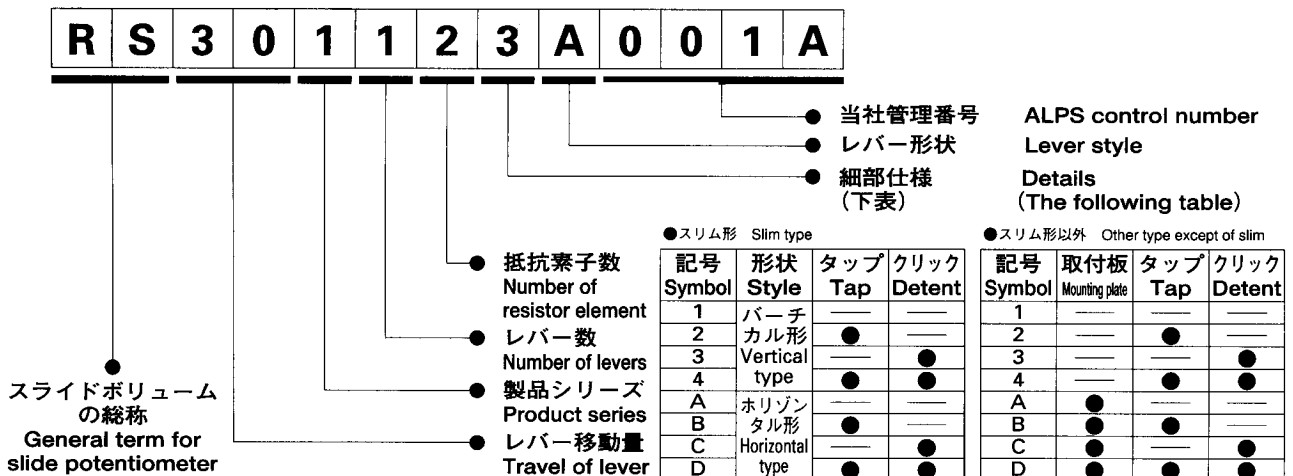 R S 3 0 1 1 2 3 A 0 0 1 A
● 当社管理番号 ALPS control number
● レバー形状 Lever style
● 細部仕様 Details
（下表） (The following table)
●スリム形 Slim type
記号 形状 タップ クリック
Symbol Style Tap Detent
1 バーチ — —
2 カル形 ● —
3 Vertical — ●
4 type ● ●
A ホリゾン — —
B タル形 ● —
C Horizontal — ●
D type ● ●
●スリム形以外 Other type except of slim
記号 取付板 タップ クリック
Symbol Mounting plate Tap Detent
1 — — —
2 — ● —
3 — — ●
4 — ● ●
A ● — —
B ● ● —
C ● — ●
D ● ● ●
● 抵抗素子数
Number of
resistor element
● レバー数
Number of levers
● 製品シリーズ
Product series
● レバー移動量
Travel of lever
●
スライドボリューム
の総称
General term for
slide potentiometer